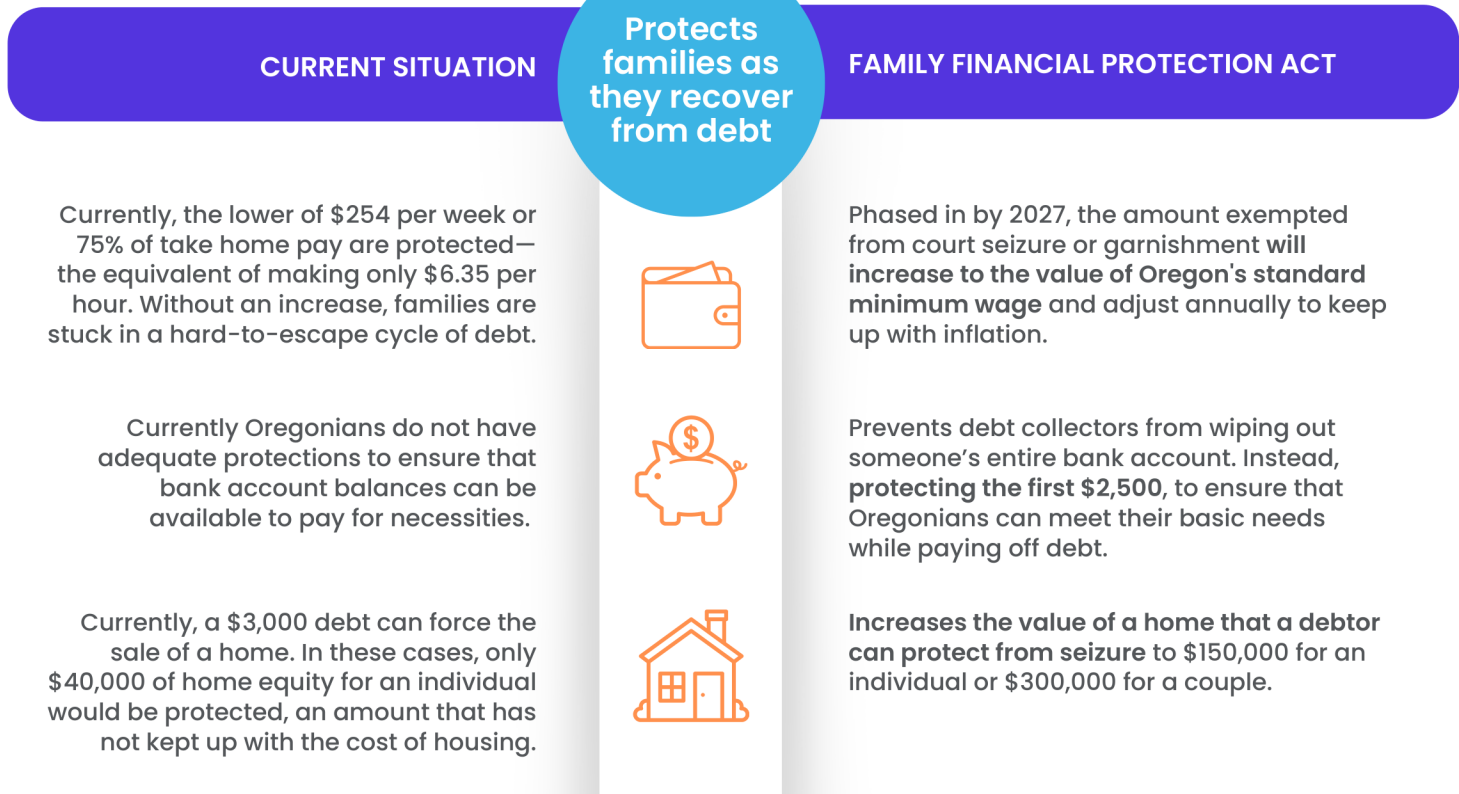 CURRENT SITUATION
Protects
families as
they recover
from debt
FAMILY FINANCIAL PROTECTION ACT
Currently, the lower of $254 per week or
75% of take home pay are protected—
the equivalent of making only $6.35 per
hour. Without an increase, families are
stuck in a hard-to-escape cycle of debt.
Phased in by 2027, the amount exempted
from court seizure or garnishment will
increase to the value of Oregon's standard
minimum wage and adjust annually to keep
up with inflation.
Currently Oregonians do not have
adequate protections to ensure that
bank account balances can be
available to pay for necessities.
$
Prevents debt collectors from wiping out
someone’s entire bank account. Instead,
protecting the first $2,500, to ensure that
Oregonians can meet their basic needs
while paying off debt.
Currently, a $3,000 debt can force the
sale of a home. In these cases, only
$40,000 of home equity for an individual
would be protected, an amount that has
not kept up with the cost of housing.
Increases the value of a home that a debtor
can protect from seizure to $150,000 for an
individual or $300,000 for a couple.